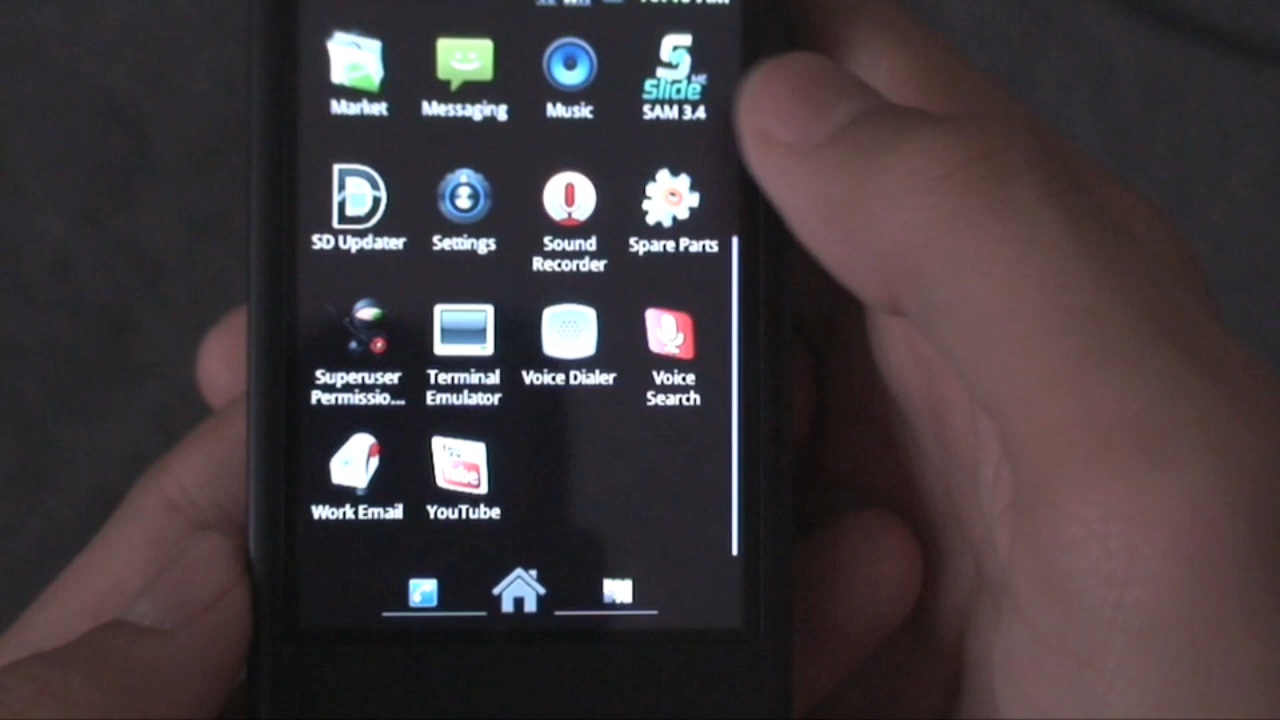 Market Messaging Music SAM 3.4
S
Slide
SD Updater Settings Sound Recorder Spare Parts
D
Superuser Permissio... Terminal Emulator Voice Dialer Voice Search
Work Email YouTube
Tube